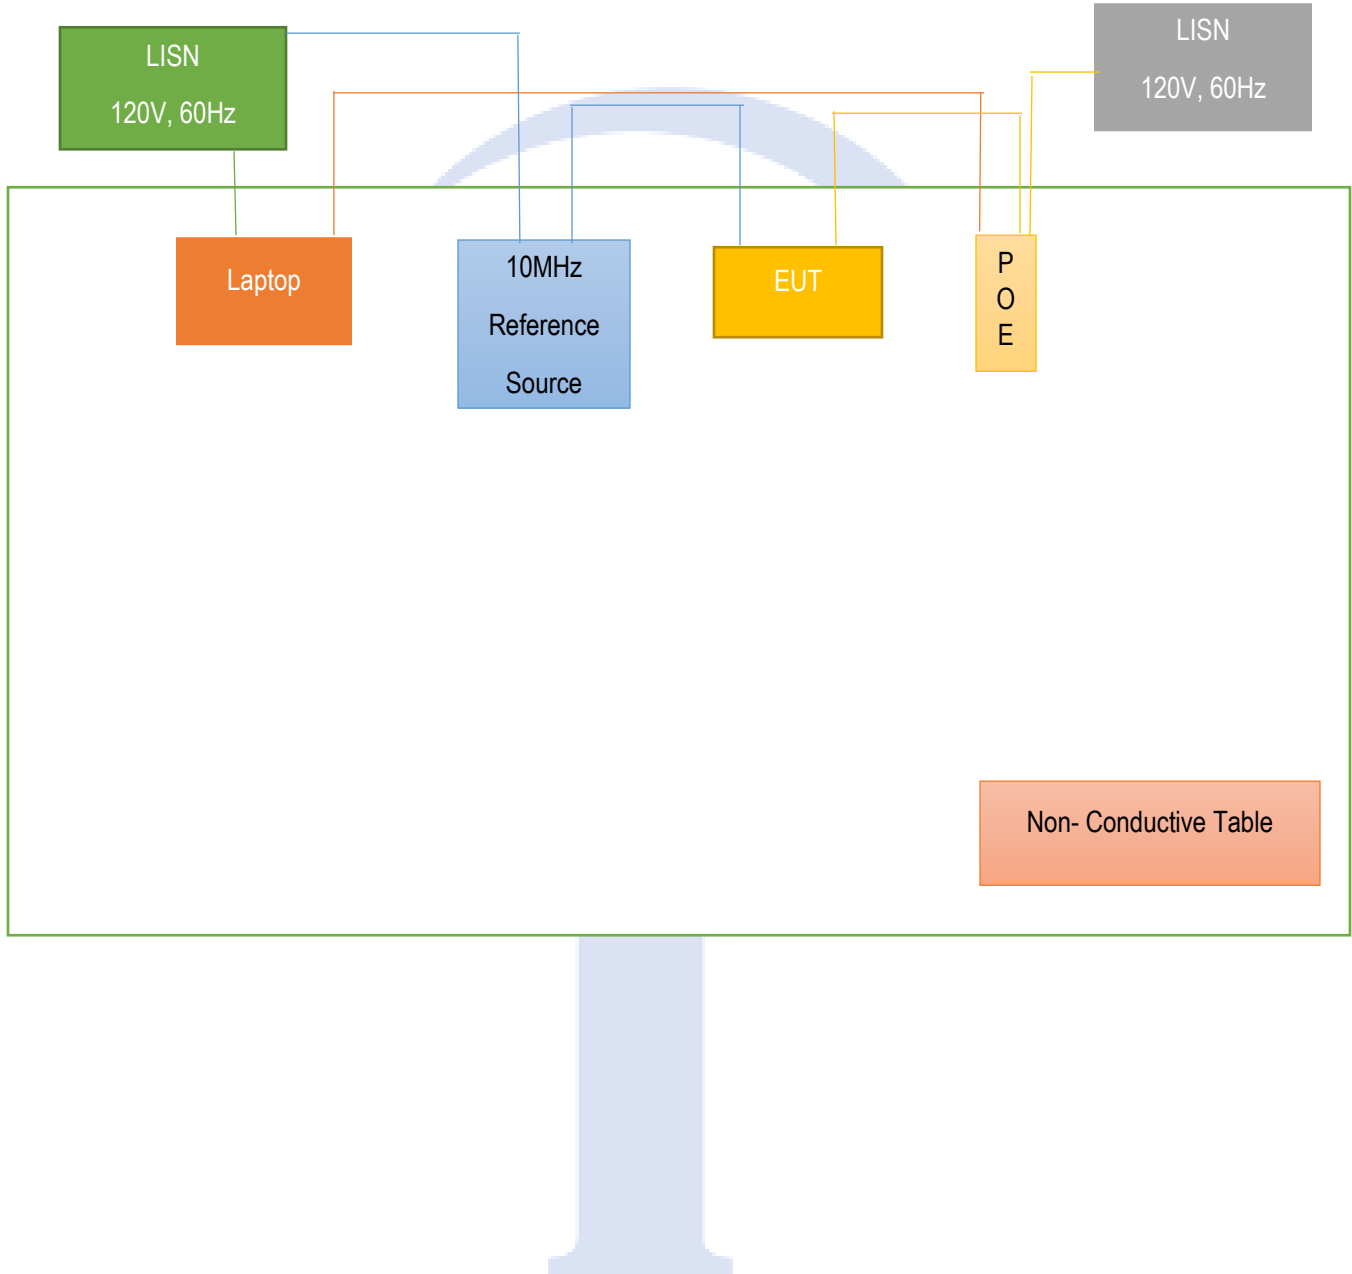 LISN
120V, 60Hz
LISN
120V, 60Hz
Laptop
10MHz
Reference
Source
EUT
P
O
E
Non- Conductive Table